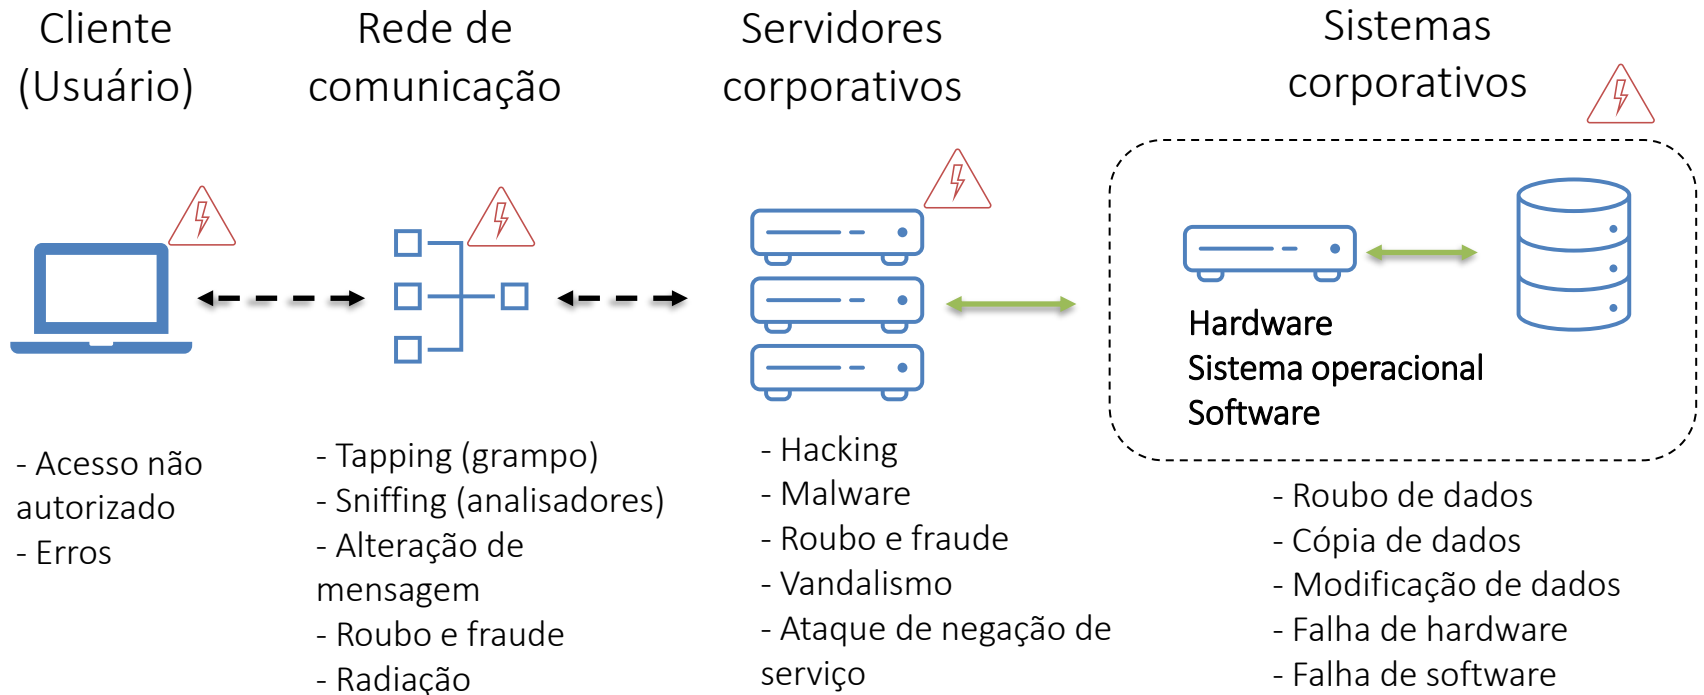 Cliente
(Usuário)
Rede de
comunicação
Servidores
corporativos
Sistemas
corporativos
Hardware
Sistema operacional
Software
- Acesso não
autorizado
- Erros
- Tapping (grampo)
- Sniffing (analisadores)
- Alteração de
mensagem
- Roubo e fraude
- Radiação
- Hacking
- Malware
- Roubo e fraude
- Vandalismo
- Ataque de negação de
serviço
- Roubo de dados
- Cópia de dados
- Modificação de dados
- Falha de hardware
- Falha de software